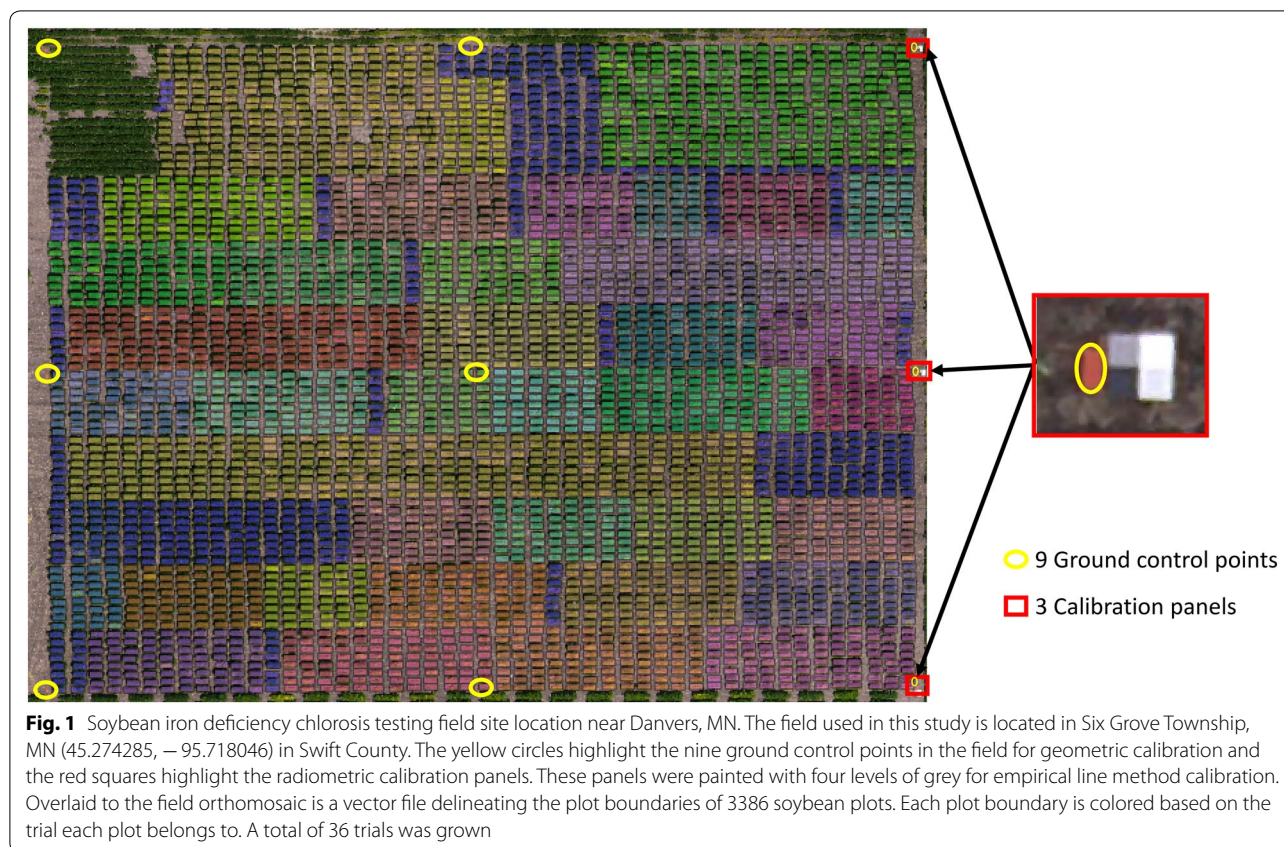 9 Ground control points
3 Calibration panels
Fig. 1 Soybean iron deficiency chlorosis testing field site location near Danvers, MN. The field used in this study is located in Six Grove Township,
MN (45.274285, − 95.718046) in Swift County. The yellow circles highlight the nine ground control points in the field for geometric calibration and
the red squares highlight the radiometric calibration panels. These panels were painted with four levels of grey for empirical line method calibration.
Overlaid to the field orthomosaic is a vector file delineating the plot boundaries of 3386 soybean plots. Each plot boundary is colored based on the
trial each plot belongs to. A total of 36 trials was grown